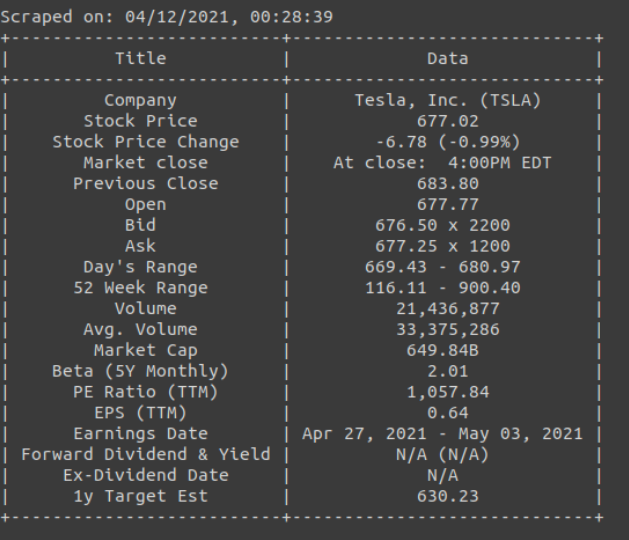 Scraped on: 04/12/2021, 00:28:39
+--------------------------+-----------------------------+
| Title | Data |
+--------------------------+-----------------------------+
| Company | Tesla, Inc. (TSLA) |
| Stock Price | 677.02 |
| Stock Price Change | -6.78 (-0.99%) |
| Market close | At close:  4:00PM EDT |
| Previous Close | 683.80 |
| Open | 677.77 |
| Bid | 676.50 x 2200 |
| Ask | 677.25 x 1200 |
| Day's Range | 669.43 - 680.97 |
| 52 Week Range | 116.11 - 900.40 |
| Volume | 21,436,877 |
| Avg. Volume | 33,375,286 |
| Market Cap | 649.84B |
| Beta (5Y Monthly) | 2.01 |
| PE Ratio (TTM) | 1,057.84 |
| EPS (TTM) | 0.64 |
| Earnings Date | Apr 27, 2021 - May 03, 2021 |
| Forward Dividend & Yield | N/A (N/A) |
| Ex-Dividend Date | N/A |
| 1y Target Est | 630.23 |
+--------------------------+-----------------------------+